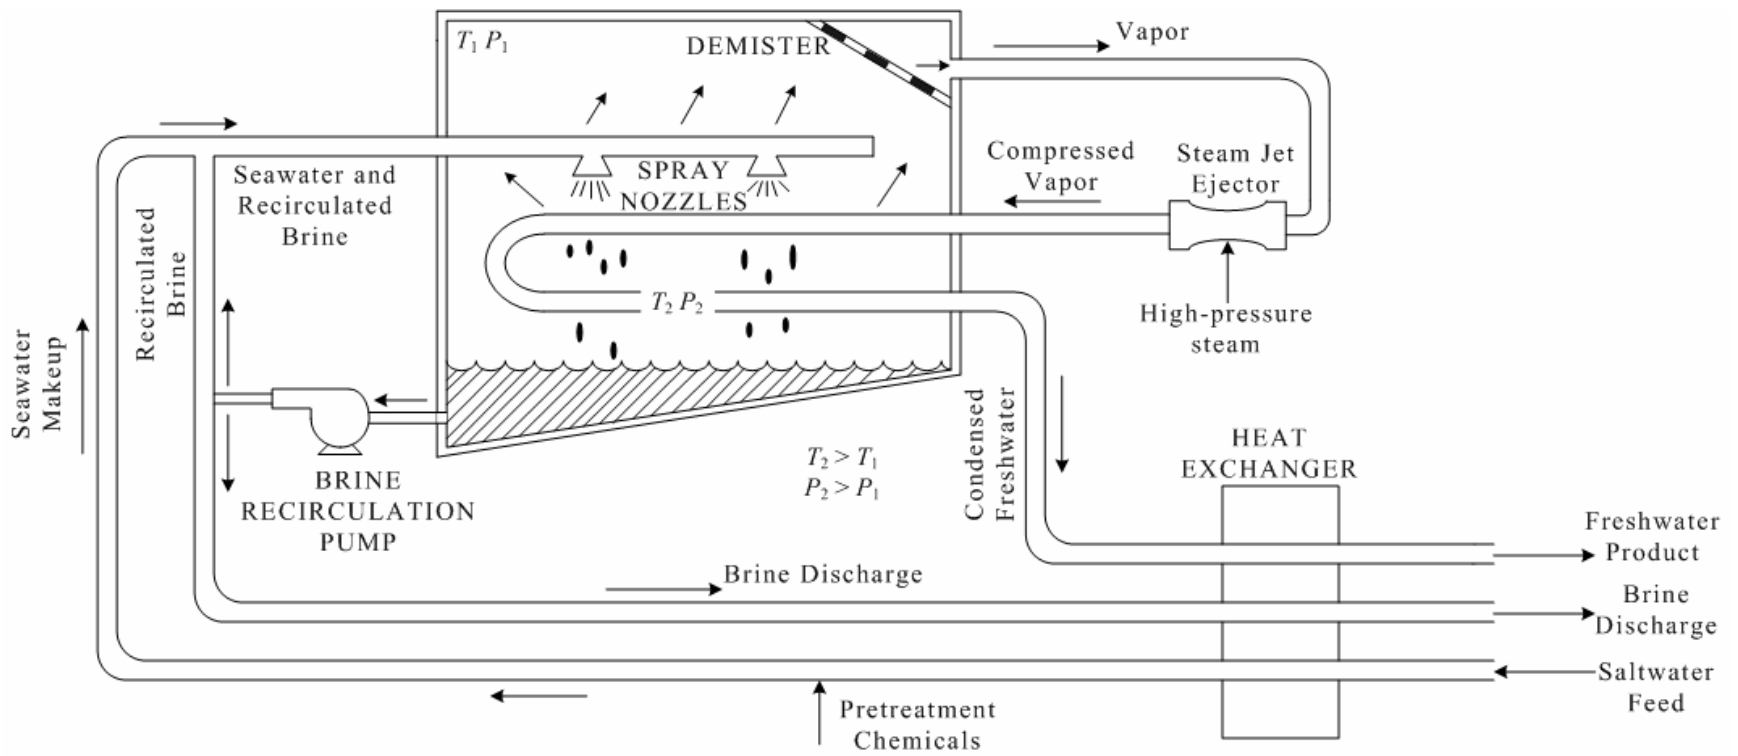 T₁ P₁
DEMISTER
Vapor
Seawater and
Recirculated
Brine
SPRAY
NOZZLES
Compressed
Vapor
Steam Jet
Ejector
High-pressure
steam
Recirculated
Brine
T₂ P₂
Seawater
Makeup
BRINE
RECIRCULATION
PUMP
T₂ > T₁
P₂ > P₁
Condensed
Freshwater
HEAT
EXCHANGER
Freshwater
Product
Brine Discharge
Brine
Discharge
Saltwater
Feed
Pretreatment
Chemicals